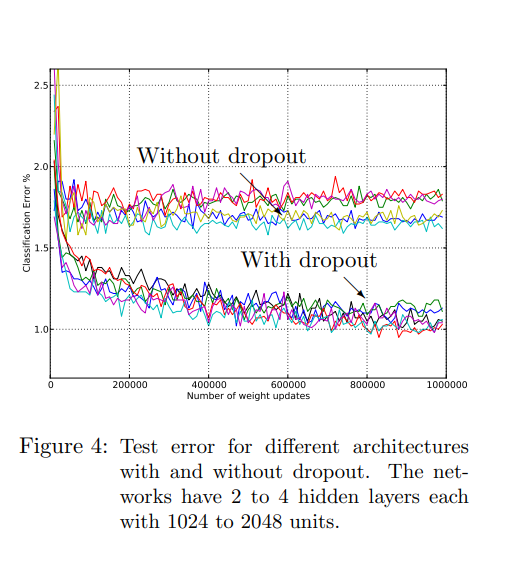 2.5
2.0
1.5
1.0
Classification Error %
Without dropout
With dropout
0 200000 400000 600000 800000 1000000
Number of weight updates
Figure 4: Test error for different architectures
with and without dropout. The net-
works have 2 to 4 hidden layers each
with 1024 to 2048 units.